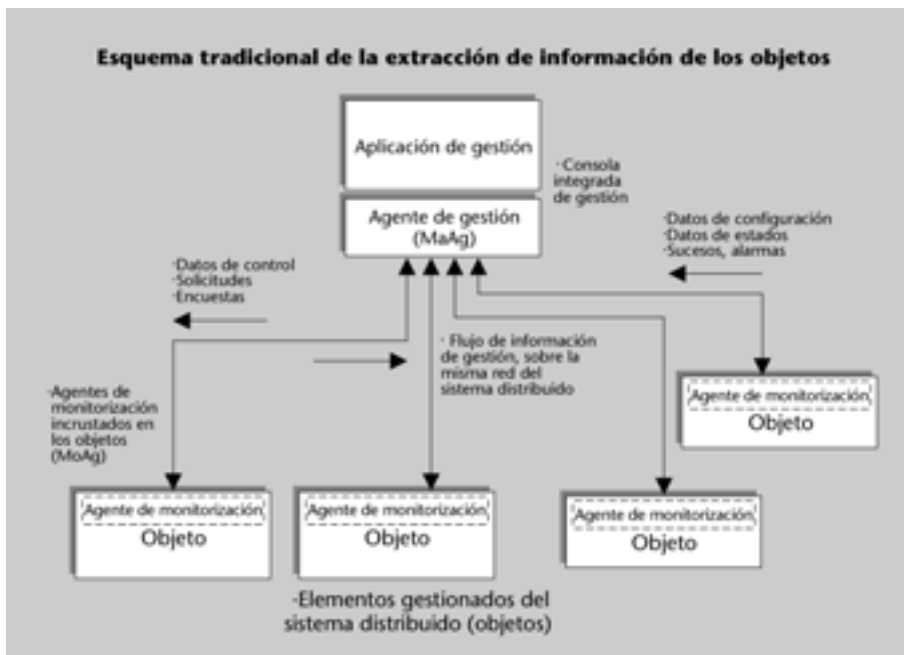 Esquema tradicional de la extracción de información de los objetos
Aplicación de gestión
·Consola
integrada
de gestión
Agente de gestión
(MaAg)
·Datos de configuración
·Datos de estados
·Sucesos, alarmas
·Datos de control
·Solicitudes
·Encuestas
· Flujo de información
de gestión, sobre la
misma red del
sistema distribuido
·Agentes de
monitorización
incrustados en
los objetos
(MoAg)
Agente de monitorización
Objeto
Agente de monitorización
Objeto
Agente de monitorización
Objeto
Agente de monitorización
Objeto
·Elementos gestionados del
sistema distribuido (objetos)